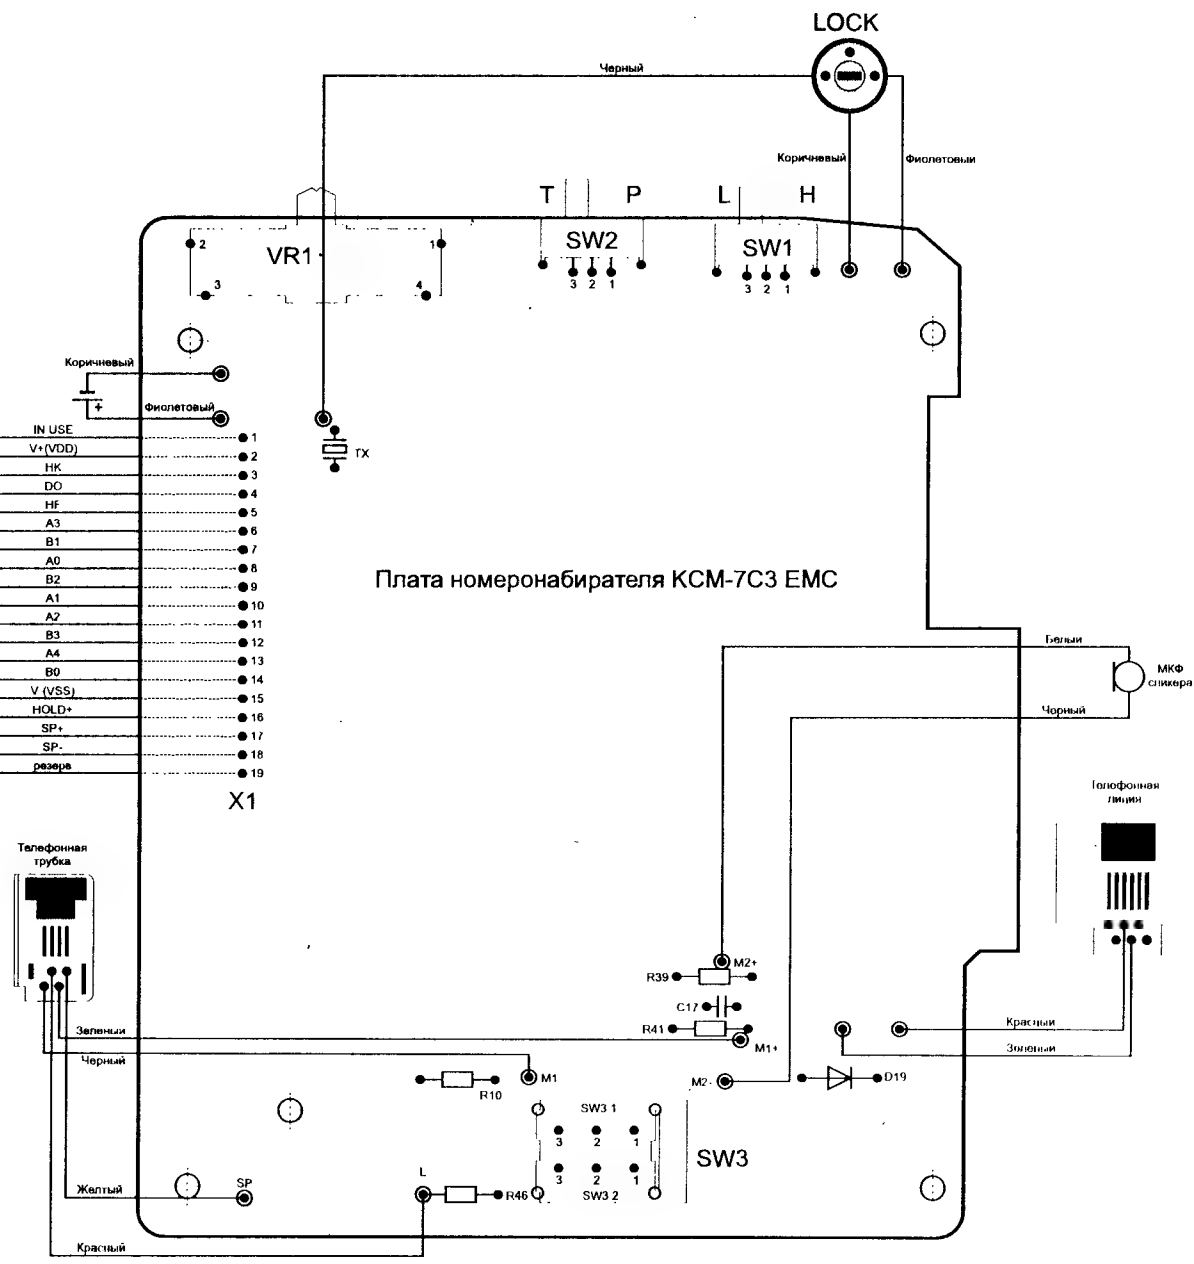 LOCK
Черный
Коричневый
Фиолетовый
T
P
L
H
SW2
SW1
VR1
2
1
3
4
3 2 1
3 2 1
Коричневый
+
Фиолетовый
TX
IN USE 1
V+(VDD) 2
HK 3
DO 4
HF 5
A3 6
B1 7
A0 8
B2 9
A1 10
A2 11
B3 12
A4 13
B0 14
V (VSS) 15
HOLD+ 16
SP+ 17
SP- 18
резерв 19
X1
Плата номеронабирателя KCM-7C3 EMC
Белый
МКФ
спикера
Чорный
Толофонная
линия
Телефонная
трубка
M2+
R39
C17
R41
M1+
Зеленый
Черный
Красный
Золоный
M1
M2-
D19
R10
SW3 1
3 2 1
3 2 1
SW3 2
SW3
SP
L
R46
Желтый
Красный